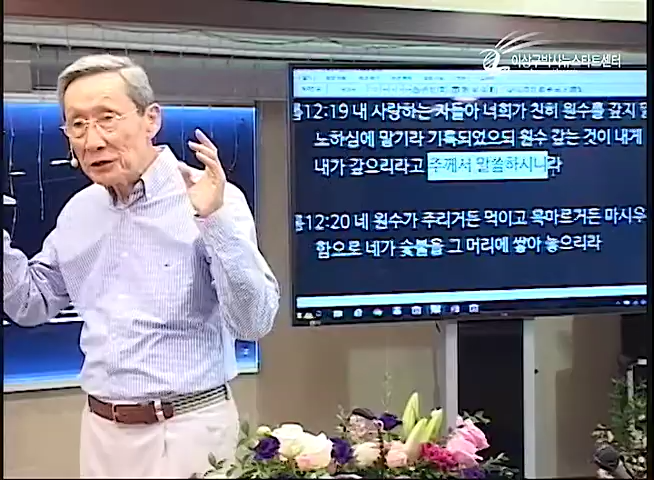 이상구박사뉴스타트센터
롬12:19 내 사랑하는 자들아 너희가 친히 원수를 갚지 말
노하심에 맡기라 기록되었으되 원수 갚는 것이 내게
내가 갚으리라고 주께서 말씀하시니라
롬12:20 네 원수가 주리거든 먹이고 목마르거든 마시우
함으로 네가 숯불을 그 머리에 쌓아 놓으리라